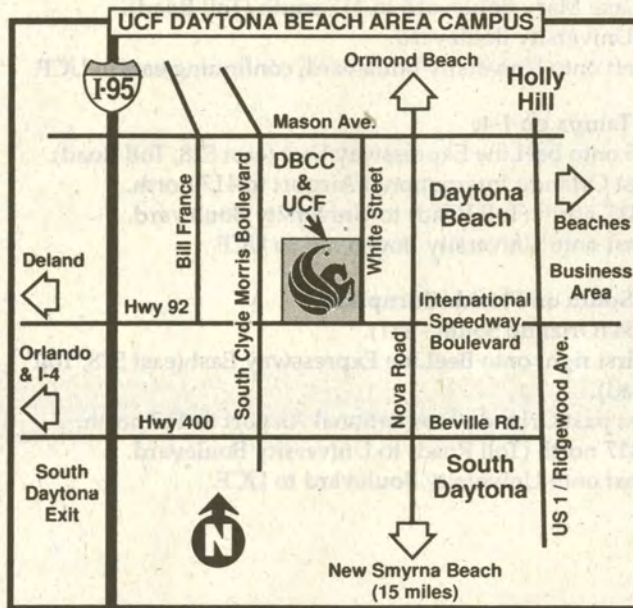 UCF DAYTONA BEACH AREA CAMPUS
I-95
Ormond Beach
Holly
Hill
Mason Ave.
Bill France
South Clyde Morris Boulevard
DBCC
&
UCF
White Street
Daytona
Beach
Beaches
Deland
Business
Area
Hwy 92
International
Speedway
Boulevard
Orlando
& I-4
Nova Road
US 1 / Ridgewood Ave.
Hwy 400
Beville Rd.
South
Daytona
Exit
South
Daytona
N
New Smyrna Beach
(15 miles)